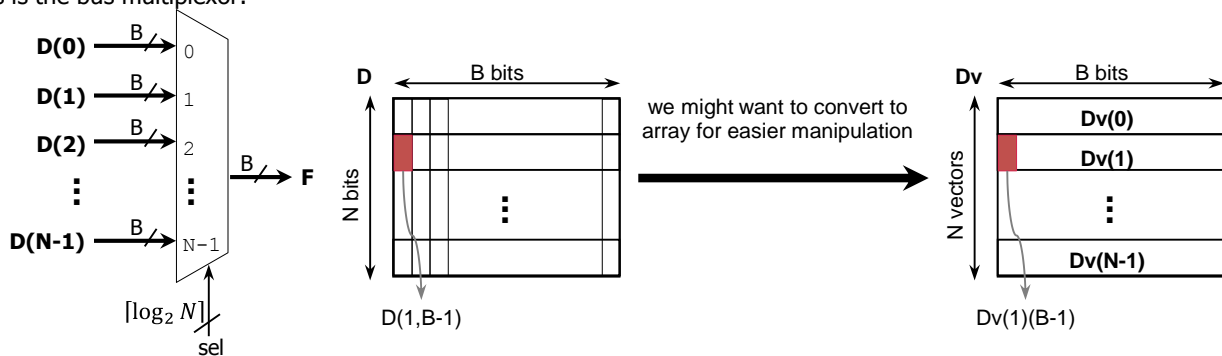 is the bus multiplexor:
D(0) B 0
D(1) B 1
D(2) B 2
B F
D(N-1) B N-1
⌈log₂ N⌉
sel
D B bits
N bits
D(1,B-1)
we might want to convert to
array for easier manipulation
Dv B bits
N vectors
Dv(0)
Dv(1)
Dv(N-1)
Dv(1)(B-1)